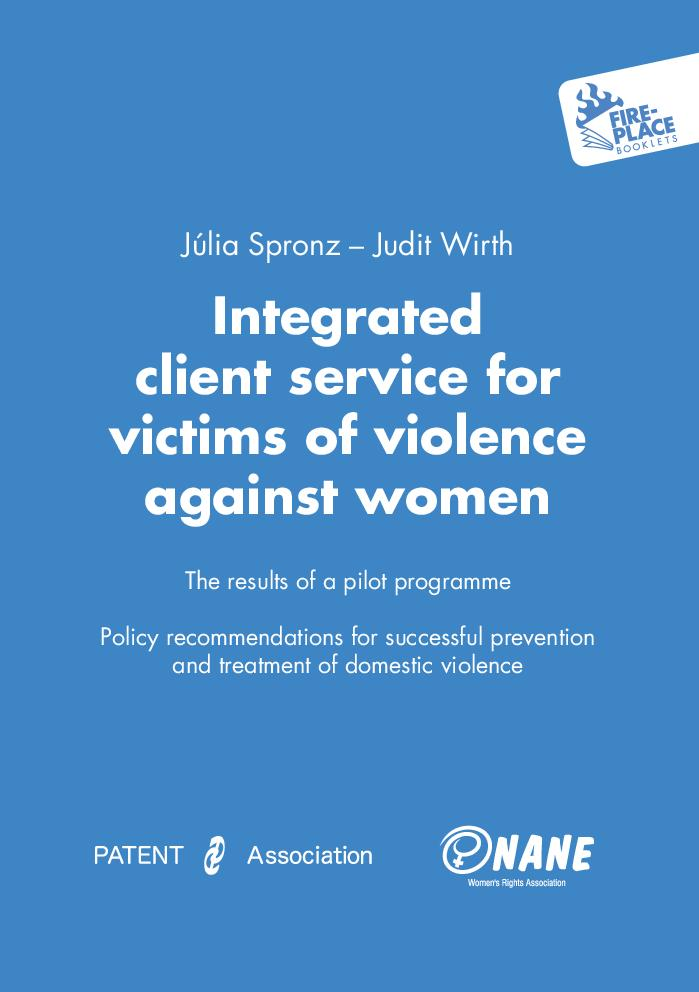 FIRE-
PLACE
BOOKLETS
Júlia Spronz – Judit Wirth
Integrated
client service for
victims of violence
against women
The results of a pilot programme
Policy recommendations for successful prevention
and treatment of domestic violence
PATENT Association
NANE
Women's Rights Association